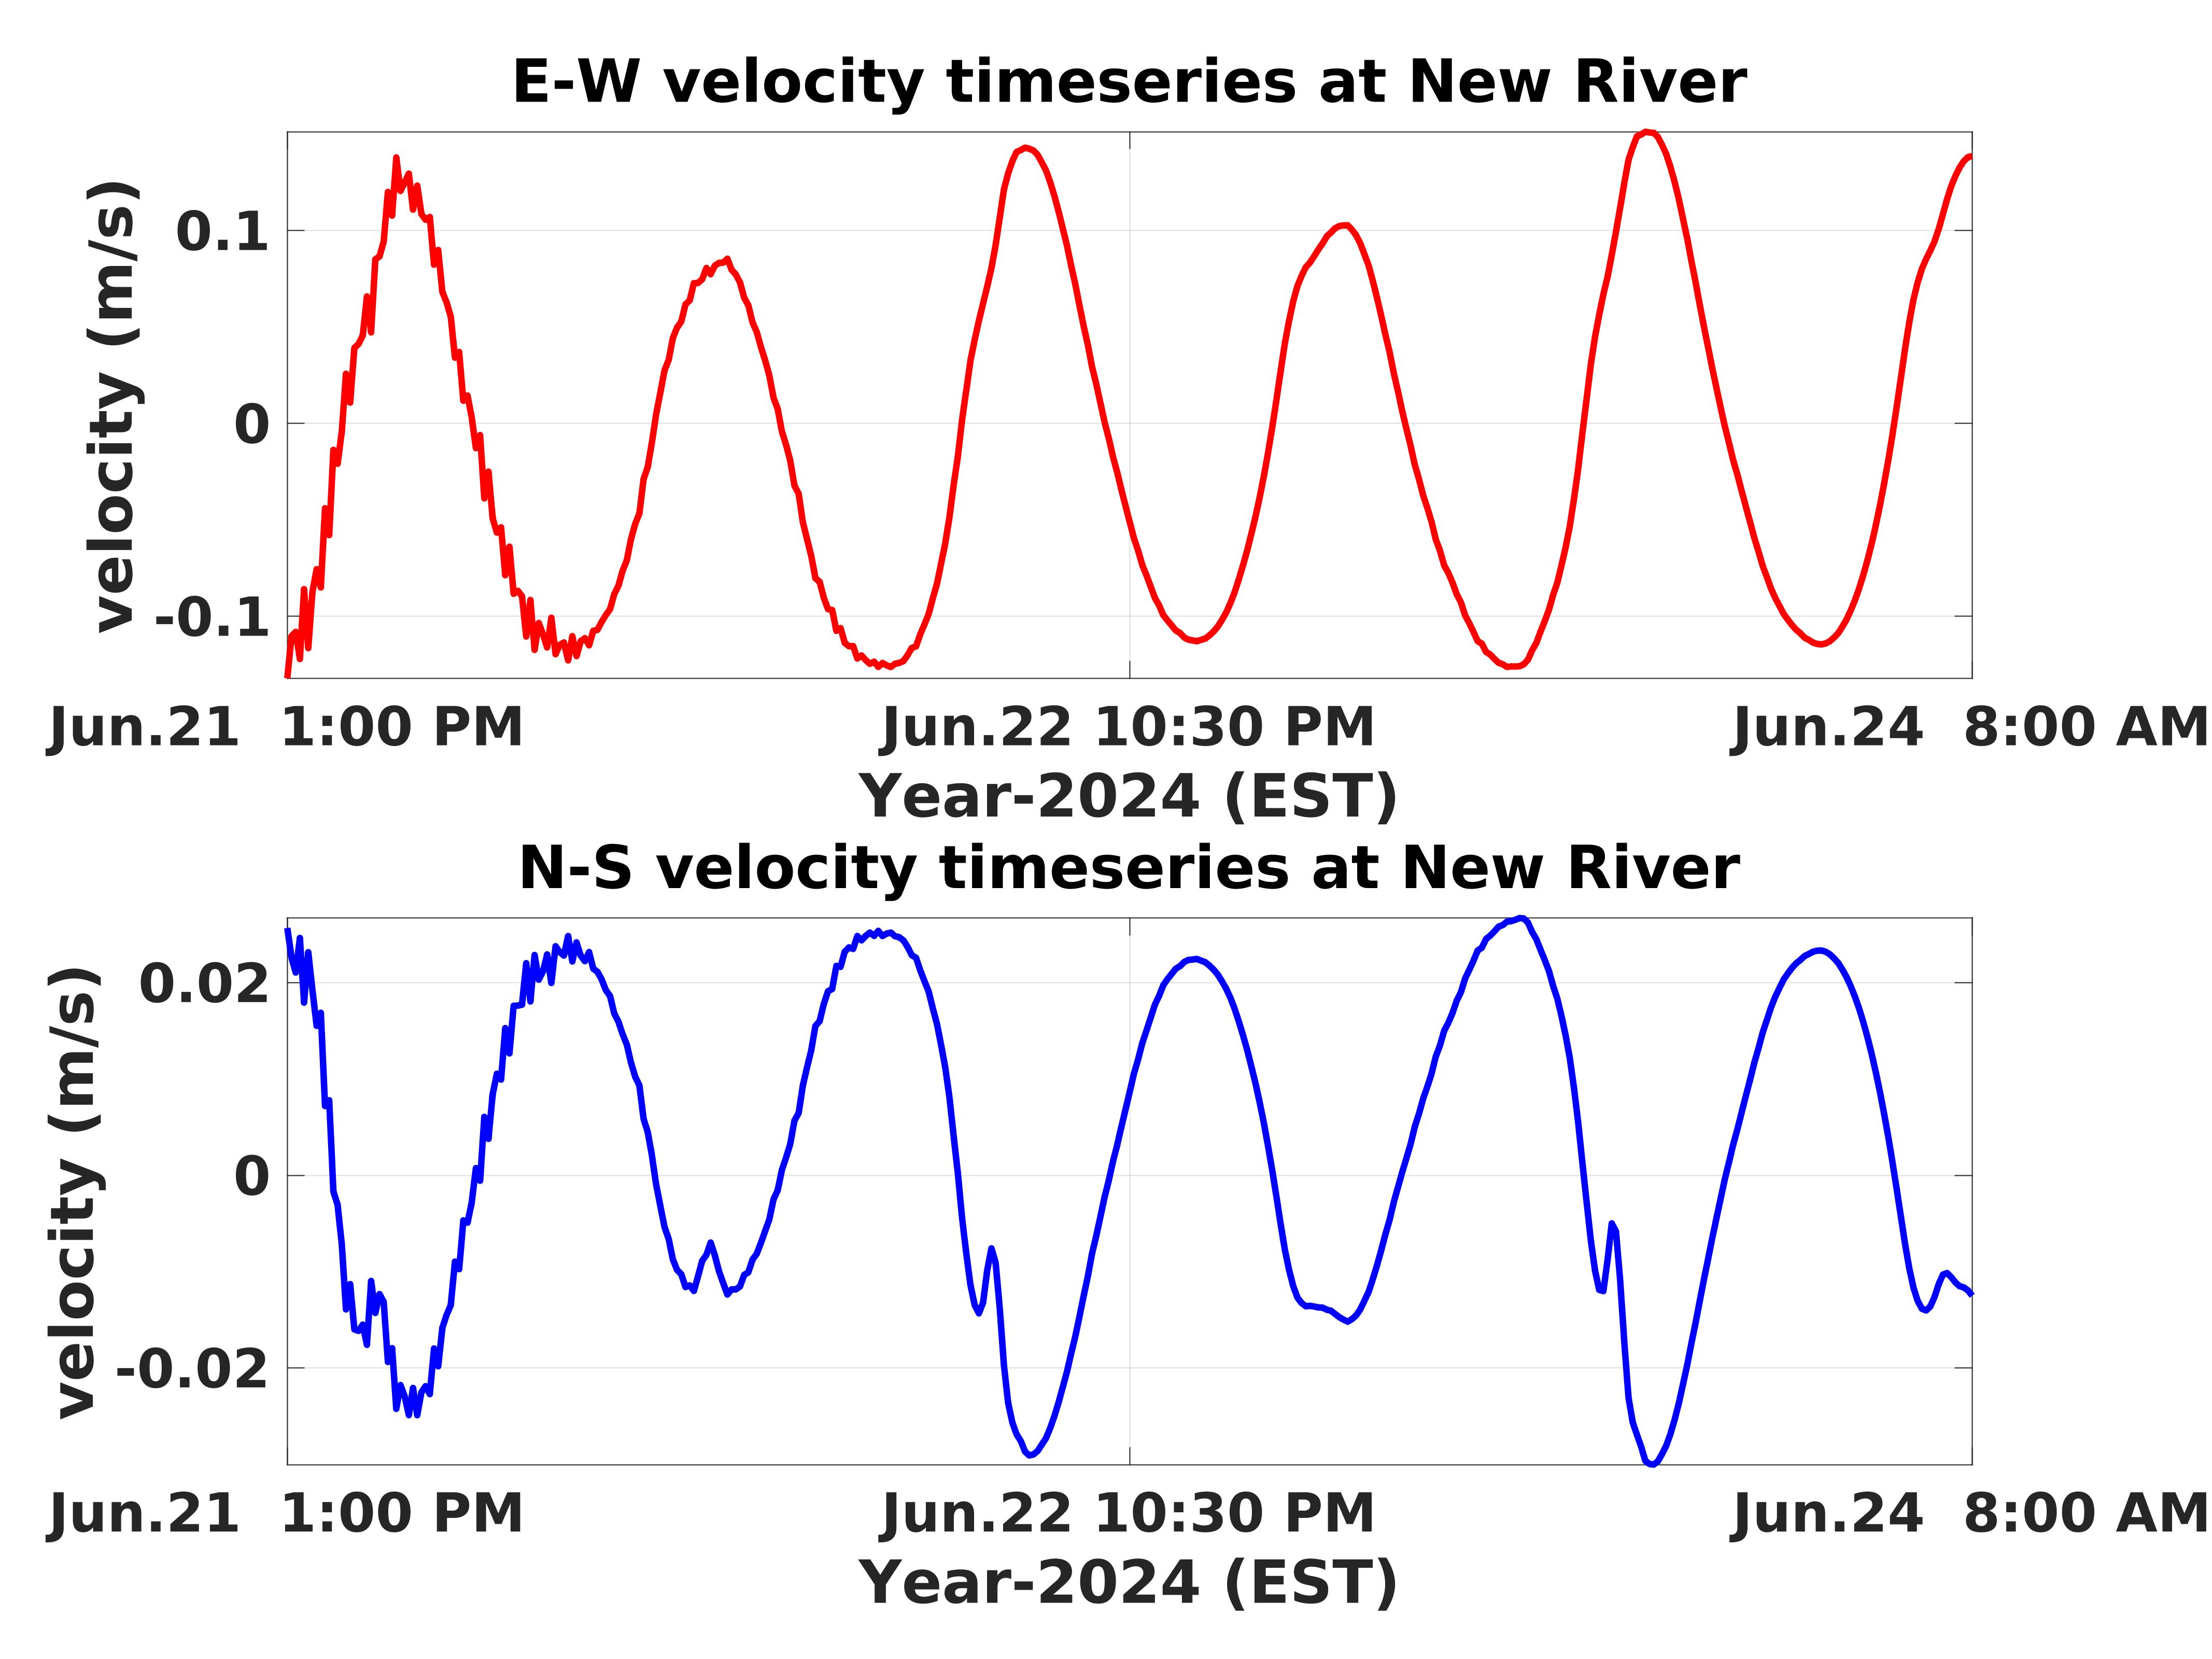 E-W velocity timeseries at New River
velocity (m/s)
0.1
0
-0.1
Jun.21  1:00 PM
Jun.22 10:30 PM
Jun.24  8:00 AM
Year-2024 (EST)
N-S velocity timeseries at New River
velocity (m/s)
0.02
0
-0.02
Jun.21  1:00 PM
Jun.22 10:30 PM
Jun.24  8:00 AM
Year-2024 (EST)